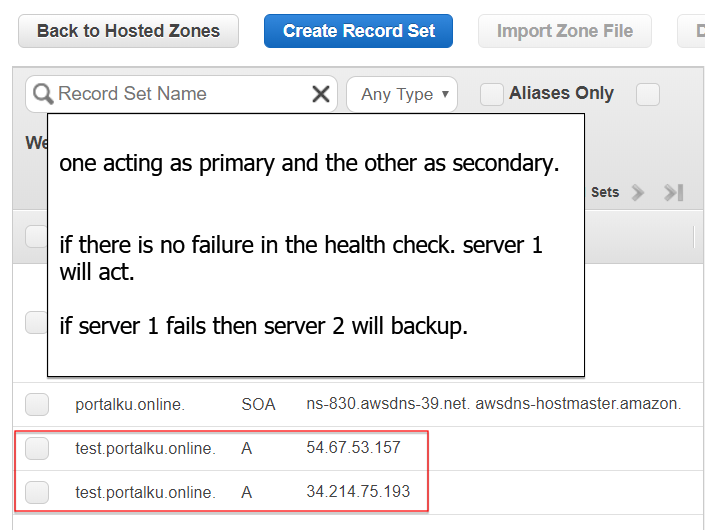 Back to Hosted Zones Create Record Set Import Zone File
Record Set Name Any Type Aliases Only
one acting as primary and the other as secondary.
Sets
if there is no failure in the health check. server 1
will act.
if server 1 fails then server 2 will backup.
portalku.online. SOA ns-830.awsdns-39.net. awsdns-hostmaster.amazon.
test.portalku.online. A 54.67.53.157
test.portalku.online. A 34.214.75.193